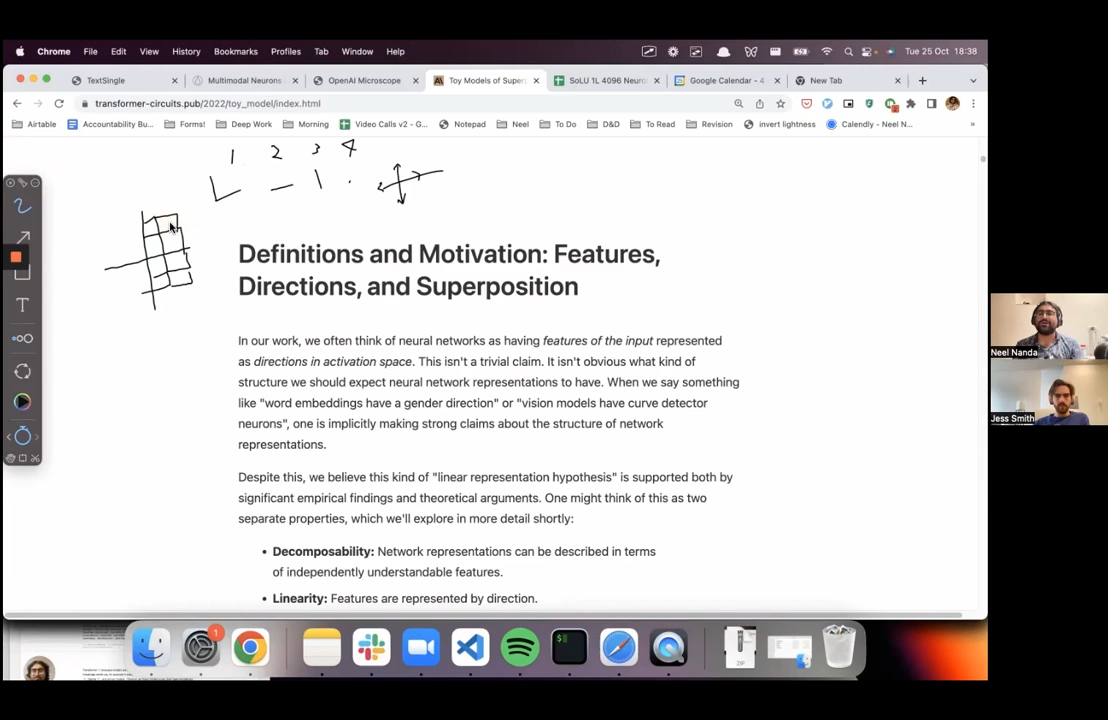 Chrome File Edit View History Bookmarks Profiles Tab Window Help Tue 25 Oct 18:38
TextSingle Multimodal Neurons OpenAI Microscope Toy Models of Super SoLU 1L 4096 Neuro Google Calendar - 4 New Tab
transformer-circuits.pub/2022/toy_model/index.html
Airtable Accountability Bu... Forms! Deep Work Morning Video Calls v2 - G... Notepad Neel To Do D&D To Read Revision invert lightness Calendly - Neel N...
1 2 3 4
Definitions and Motivation: Features,
Directions, and Superposition
In our work, we often think of neural networks as having features of the input represented
as directions in activation space. This isn't a trivial claim. It isn't obvious what kind of
structure we should expect neural network representations to have. When we say something
like "word embeddings have a gender direction" or "vision models have curve detector
neurons", one is implicitly making strong claims about the structure of network
representations.
Despite this, we believe this kind of "linear representation hypothesis" is supported both by
significant empirical findings and theoretical arguments. One might think of this as two
separate properties, which we'll explore in more detail shortly:
• Decomposability: Network representations can be described in terms
of independently understandable features.
• Linearity: Features are represented by direction.
T
Neel Nanda
Jess Smith
1
ZIP